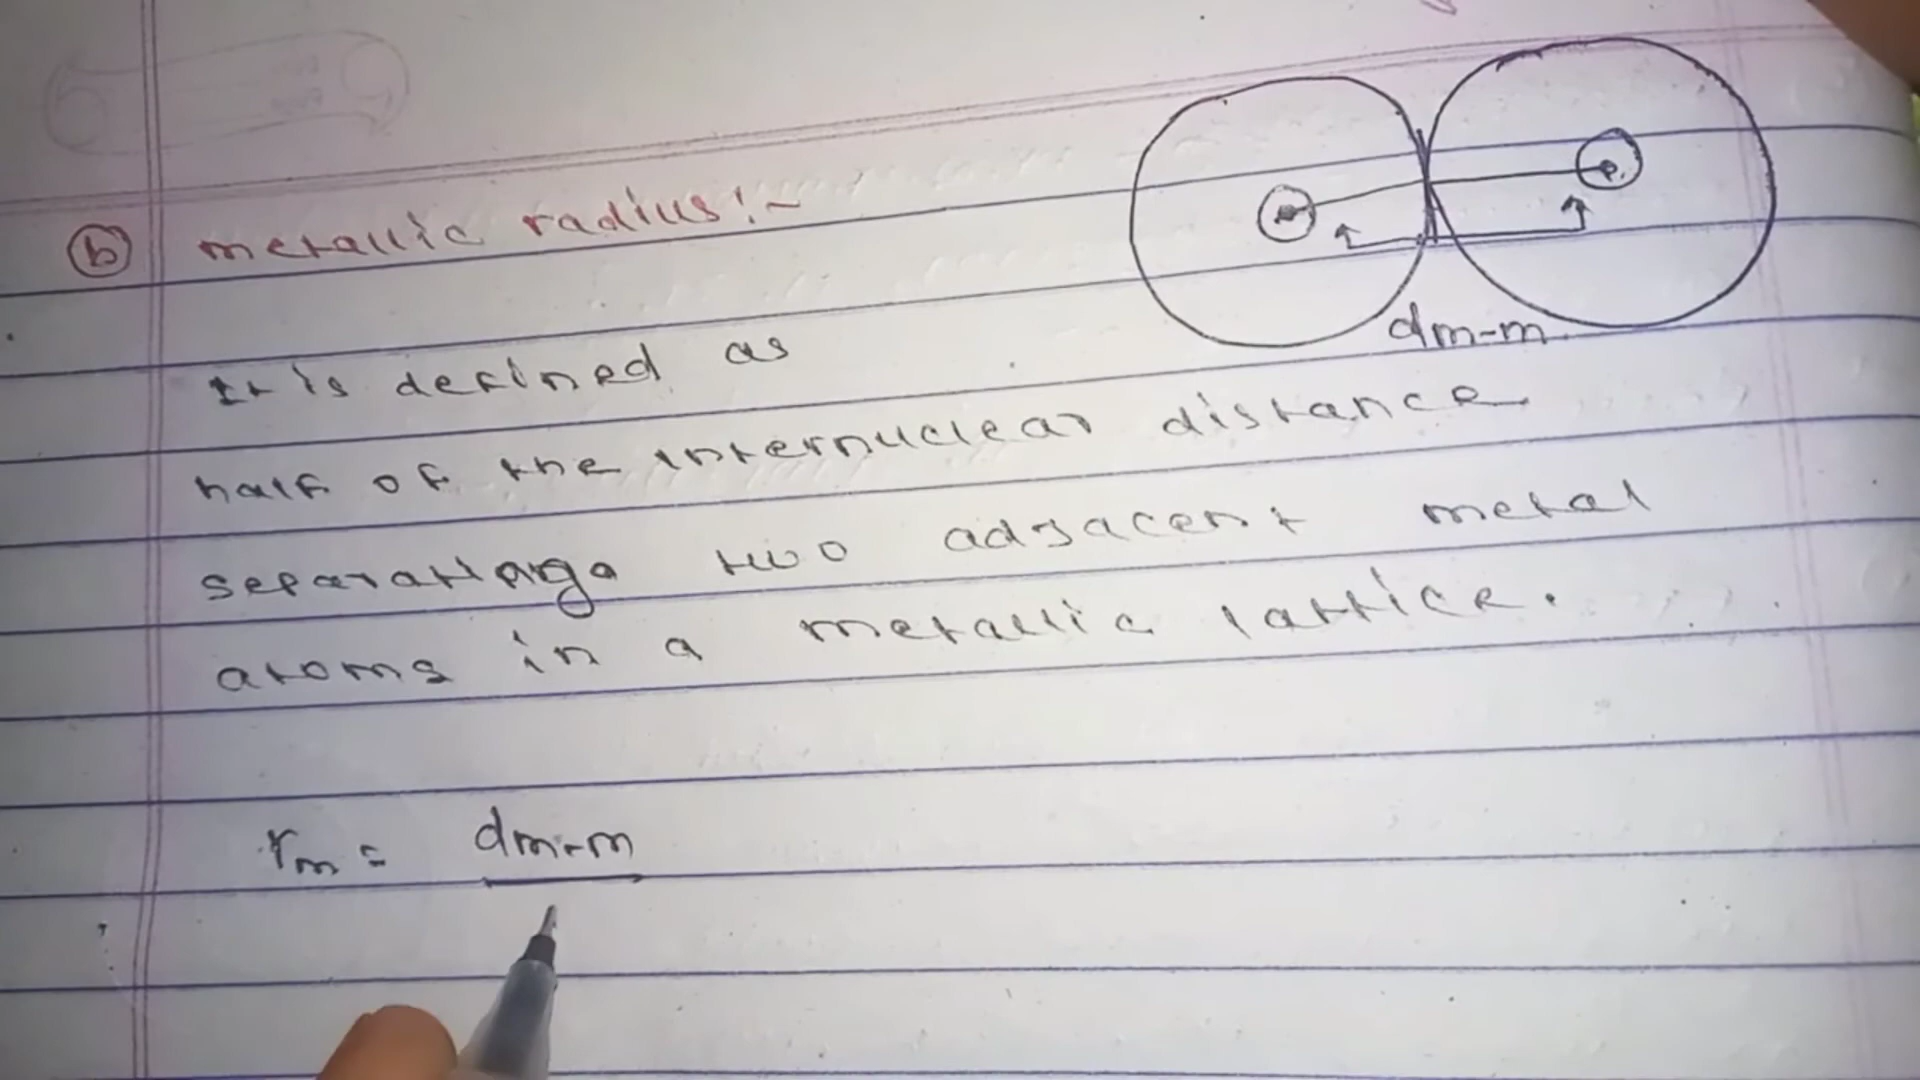 (b) metallic radius:-
dm-m
It is defined as
half of the internuclear distance
separating two adjacent metal
atoms in a metallic lattice.
rm = dm-m